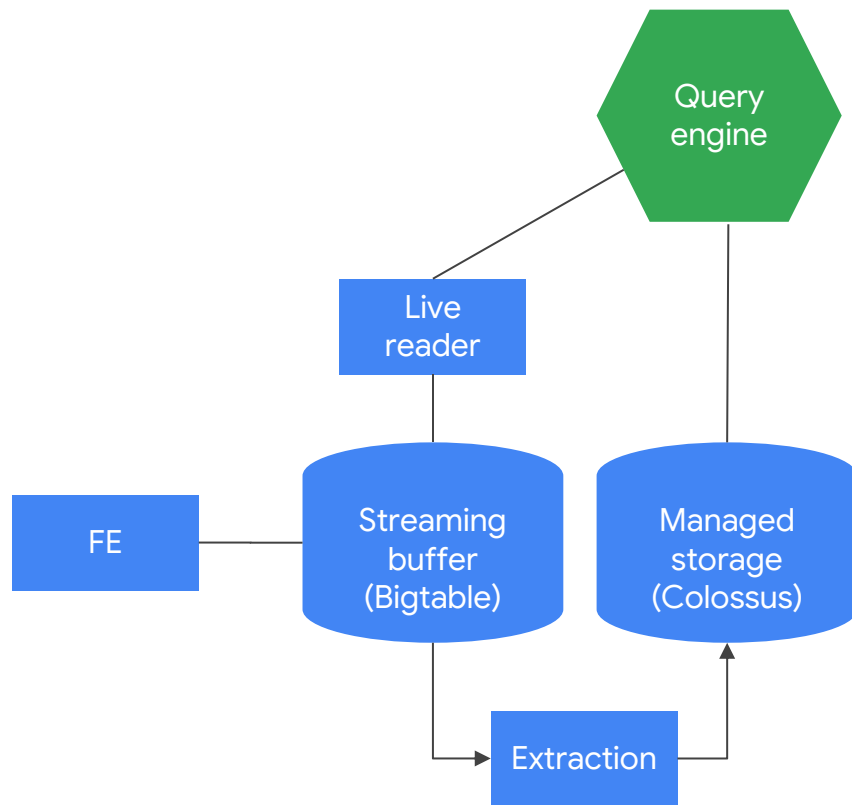 Query
engine
Live
reader
FE
Streaming
buffer
(Bigtable)
Managed
storage
(Colossus)
Extraction